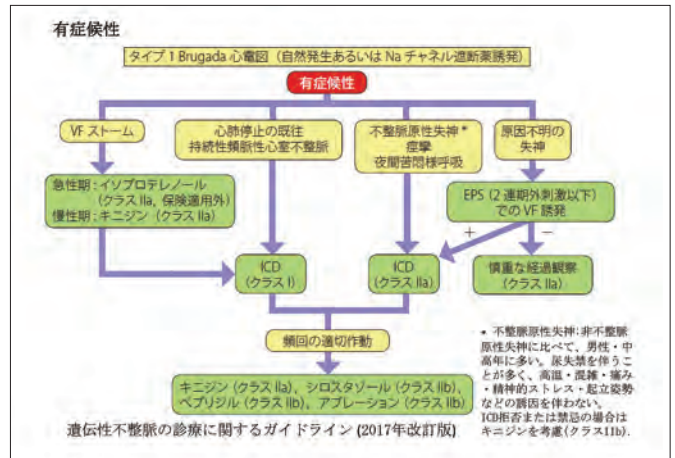 有症候性
タイプ1 Brugada 心電図（自然発生あるいは Na チャネル遮断薬誘発）
有症候性
VFストーム
心肺停止の既往
持続性頻脈性心室不整脈
不整脈原性失神*
痙攣
夜間苦悶様呼吸
原因不明の
失神
急性期：イソプロテレノール
（クラス IIa, 保険適用外）
慢性期：キニジン（クラス IIa）
EPS（2連期外刺激以下）
でのVF誘発
+
−
ICD
（クラス I）
ICD
（クラス IIa）
慎重な経過観察
（クラス IIa）
頻回の適切作動
キニジン（クラス IIa）、シロスタゾール（クラス IIb）、
ベプリジル（クラス IIb）、アブレーション（クラス IIb）
* 不整脈原性失神：非不整脈
原性失神に比べて、男性・中
高年に多い。尿失禁を伴うこ
とが多く、高温・混雑・痛み
・精神的ストレス・起立姿勢
などの誘因を伴わない。
ICD拒否または禁忌の場合は
キニジンを考慮(クラスIIb).
遺伝性不整脈の診療に関するガイドライン (2017年改訂版)